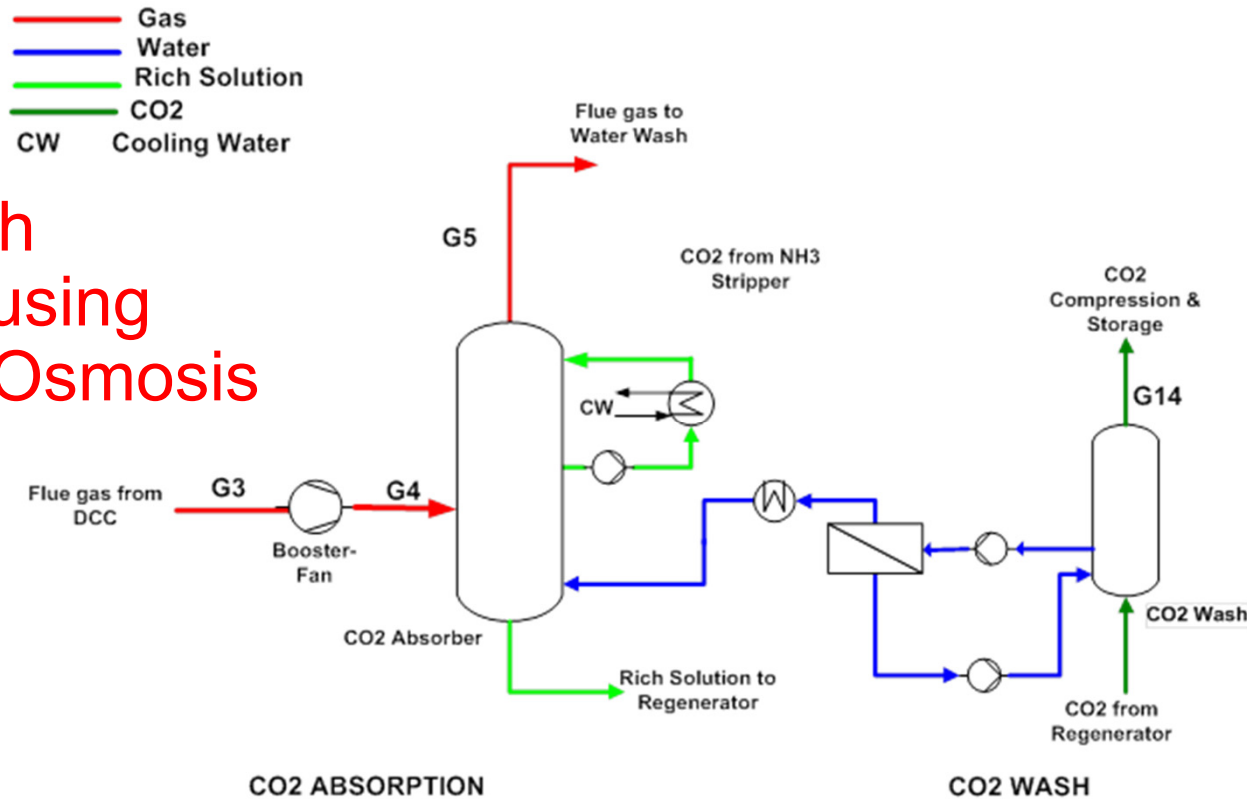 Gas
Water
Rich Solution
CO2
CW Cooling Water
h
using
Osmosis
Flue gas to
Water Wash
G5
CO2 from NH3
Stripper
CO2
Compression &
Storage
G14
CW
Flue gas from
DCC
G3
G4
Booster-
Fan
CO2 Absorber
CO2 Wash
Rich Solution to
Regenerator
CO2 from
Regenerator
CO2 ABSORPTION
CO2 WASH